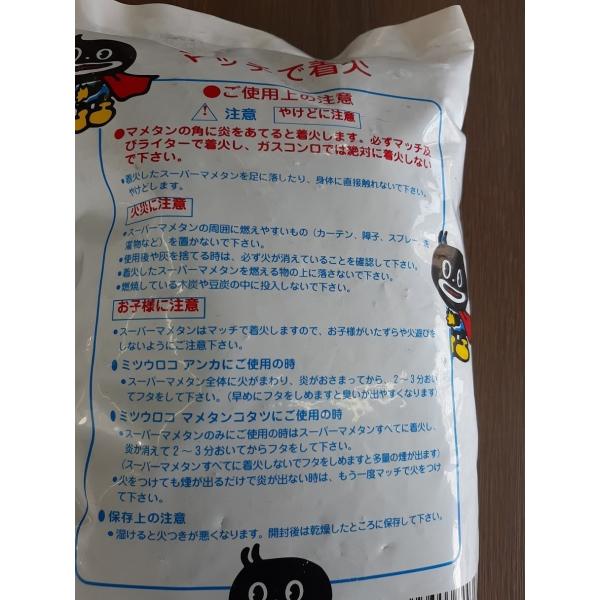 マッチで着火
●ご使用上の注意
注意 やけどに注意
●マメタンの角に炎をあてると着火します。必ずマッチ及
びライターで着火し、ガスコンロでは絶対に着火しない
で下さい。
•着火したスーパーマメタンを足に落したり、身体に直接触れないで下さい。
やけどします。
火災に注意
•スーパーマメタンの周囲に燃えやすいもの（カーテン、障子、スプレー、洗
濯物など）を置かないで下さい。
•使用後や灰を捨てる時は、必ず火が消えていることを確認して下さい。
•着火したスーパーマメタンを燃える物の上に落さないで下さい。
•燃焼している木炭や豆炭の中に投入しないで下さい。
お子様に注意
•スーパーマメタンはマッチで着火しますので、お子様がいたずらや火遊びを
しないようにご注意下さい。
●ミツウロコ アンカにご使用の時
•スーパーマメタン全体に火がまわり、炎がおさまってから、2〜3分おい
てフタをして下さい。（早めにフタをしめますと臭いが出やすくなります）
●ミツウロコ マメタンコタツにご使用の時
•スーパーマメタンのみにご使用の時はスーパーマメタンすべてに着火し、
炎が消えて2〜3分おいてからフタをして下さい。
（スーパーマメタンすべてに着火しないでフタをしめますと多量の煙が出ます）
•火をつけても煙が出るだけで炎が出ない時は、もう一度マッチで火をつけ
て下さい。
●保存上の注意
•湿けると火つきが悪くなります。開封後は乾燥したところに保存して下さい。